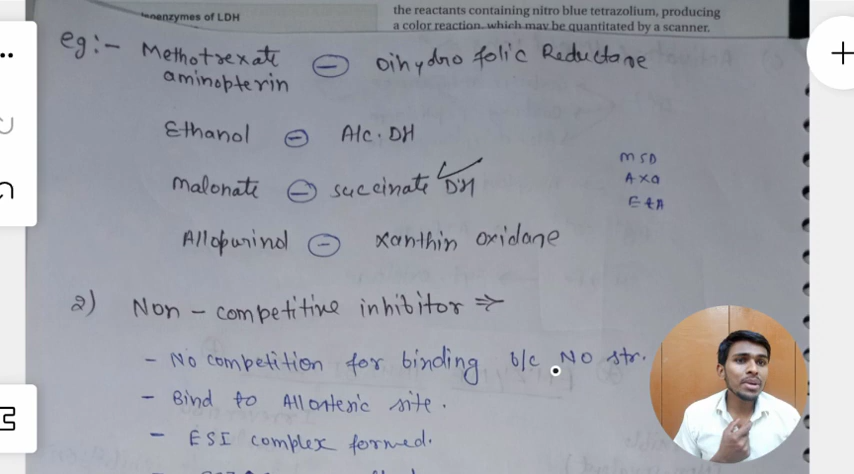 isoenzymes of LDH
the reactants containing nitro blue tetrazolium, producing
a color reaction, which may be quantitated by a scanner.
eg:- Methotrexate ⊖ Dihydro folic Reductase
aminopterin
Ethanol ⊖ Alc. DH
Malonate ⊖ succinate DH
MSD
AXO
EtA
Allopurinol ⊖ xanthin oxidase
2) Non-competitive inhibitor ⇒
- No competition for binding b/c No str.
- Bind to Allosteric site.
- ESI complex formed.